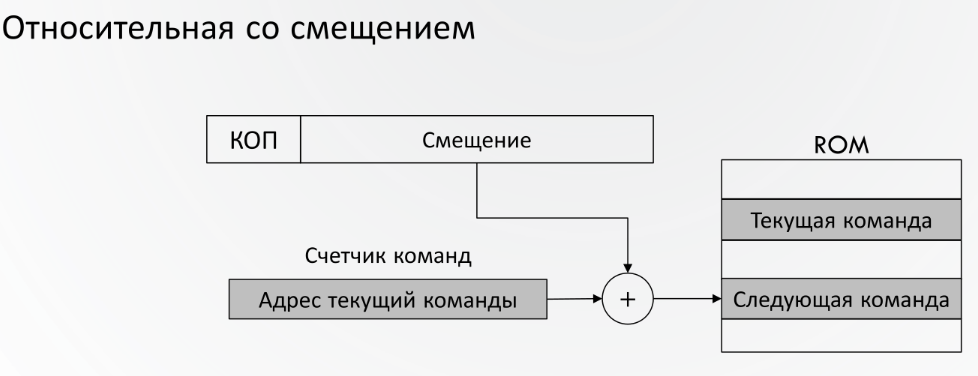 Относительная со смещением
КОП
Смещение
ROM
Текущая команда
Счетчик команд
Адрес текущий команды
+
Следующая команда